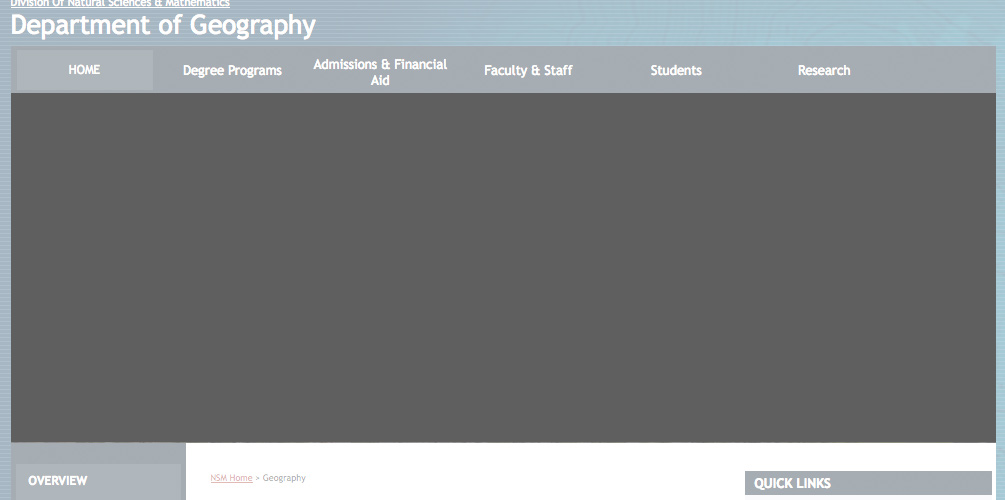 Division Of Natural Sciences & Mathematics
Department of Geography
HOME
Degree Programs
Admissions & Financial
Aid
Faculty & Staff
Students
Research
OVERVIEW
NSM Home > Geography
QUICK LINKS